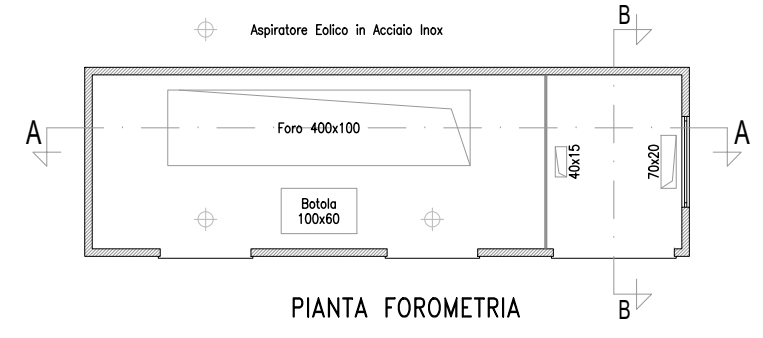 B
Aspiratore Eolico in Acciaio Inox
A
Foro 400x100
A
40x15
70x20
Botola
100x60
B
PIANTA FOROMETRIA